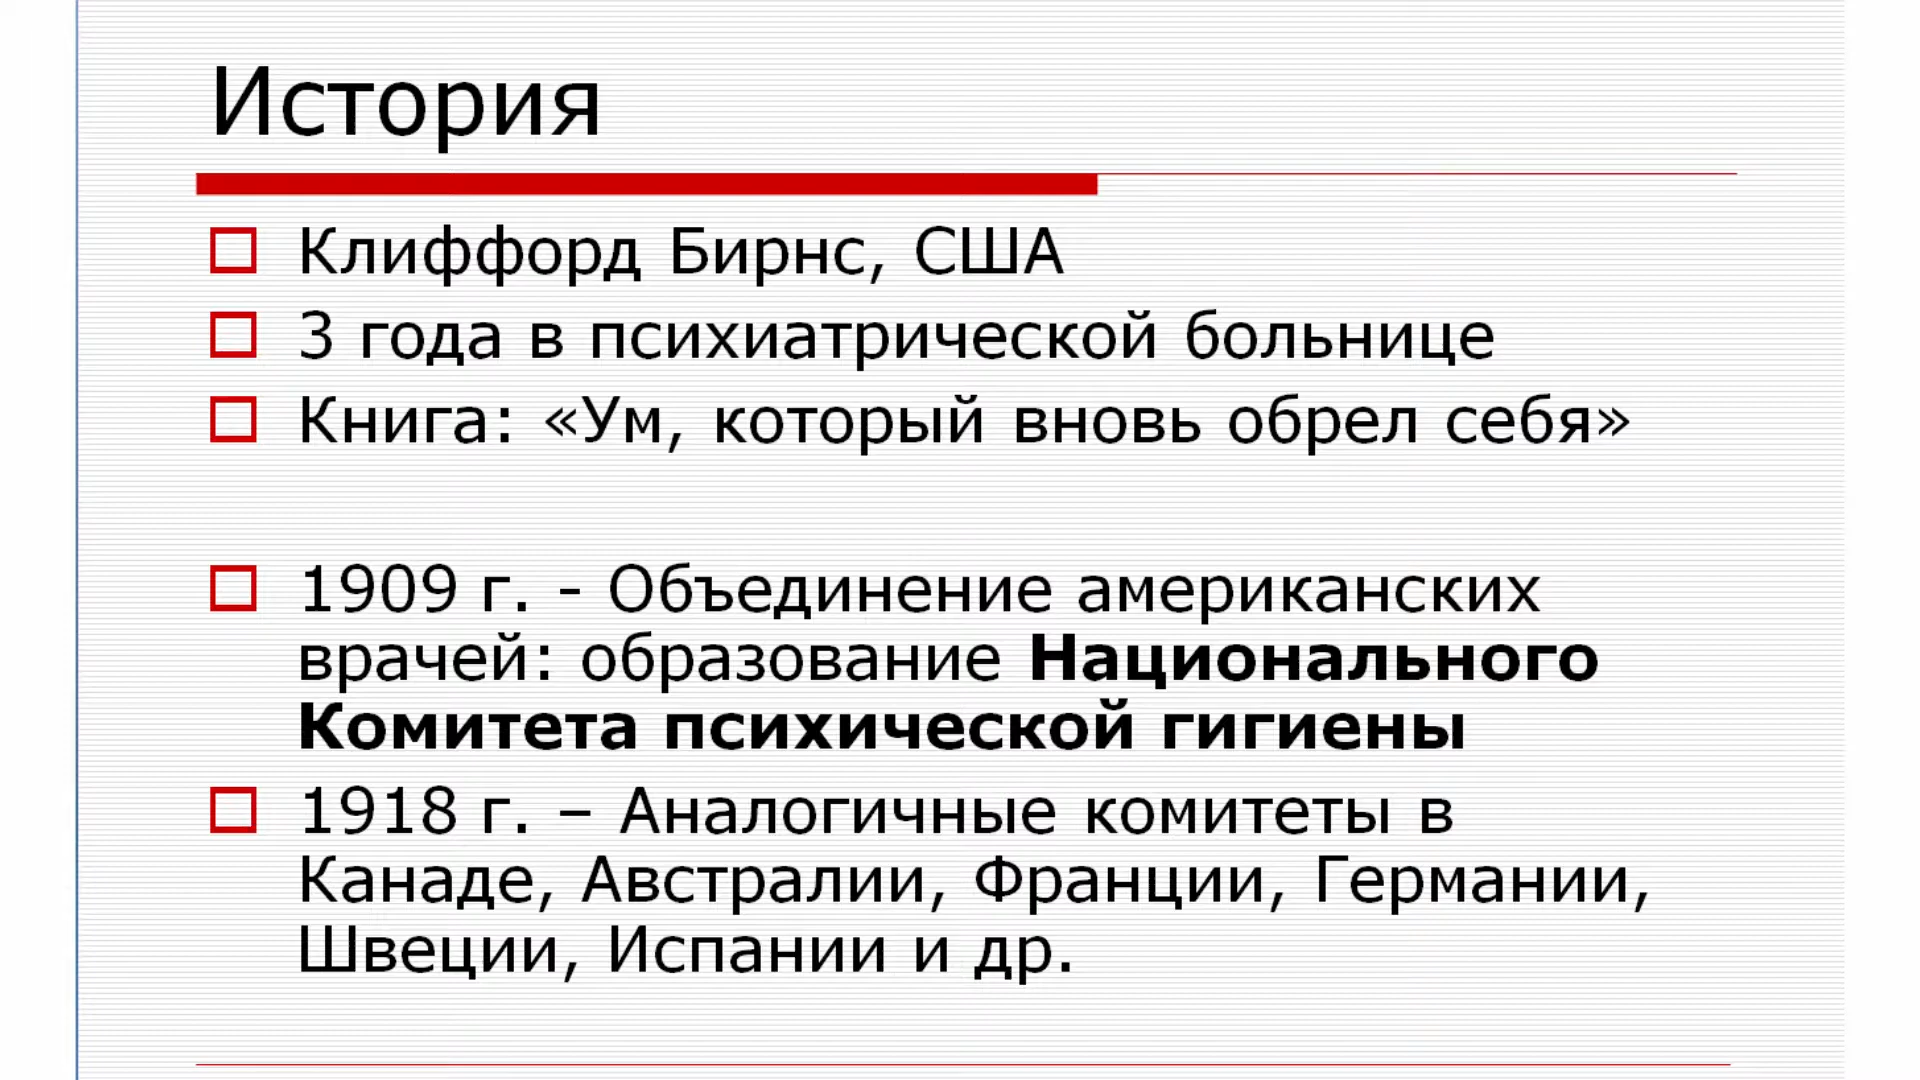 История
Клиффорд Бирнс, США
3 года в психиатрической больнице
Книга: «Ум, который вновь обрел себя»
1909 г. - Объединение американских
врачей: образование Национального
Комитета психической гигиены
1918 г. – Аналогичные комитеты в
Канаде, Австралии, Франции, Германии,
Швеции, Испании и др.